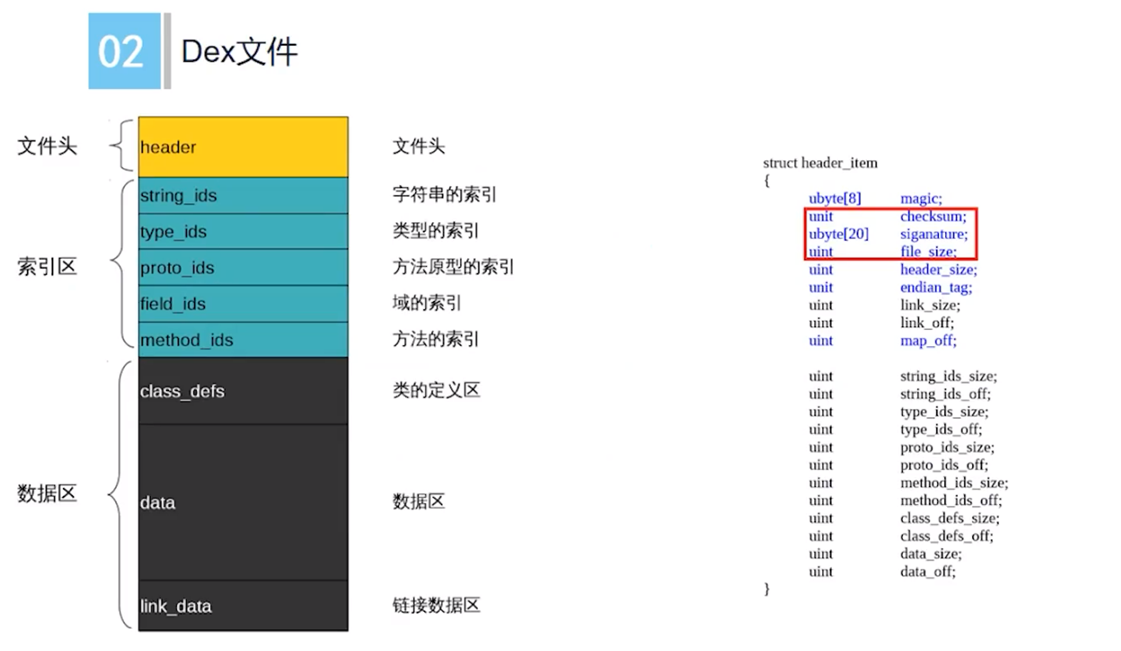 02 Dex文件
文件头 header 文件头
string_ids 字符串的索引
type_ids 类型的索引
索引区 proto_ids 方法原型的索引
field_ids 域的索引
method_ids 方法的索引
class_defs 类的定义区
数据区 data 数据区
link_data 链接数据区
struct header_item
{
ubyte[8] magic;
unit checksum;
ubyte[20] siganature;
uint file_size;
uint header_size;
unit endian_tag;
uint link_size;
uint link_off;
uint map_off;
uint string_ids_size;
uint string_ids_off;
uint type_ids_size;
uint type_ids_off;
uint proto_ids_size;
uint proto_ids_off;
uint method_ids_size;
uint method_ids_off;
uint class_defs_size;
uint class_defs_off;
uint data_size;
uint data_off;
}